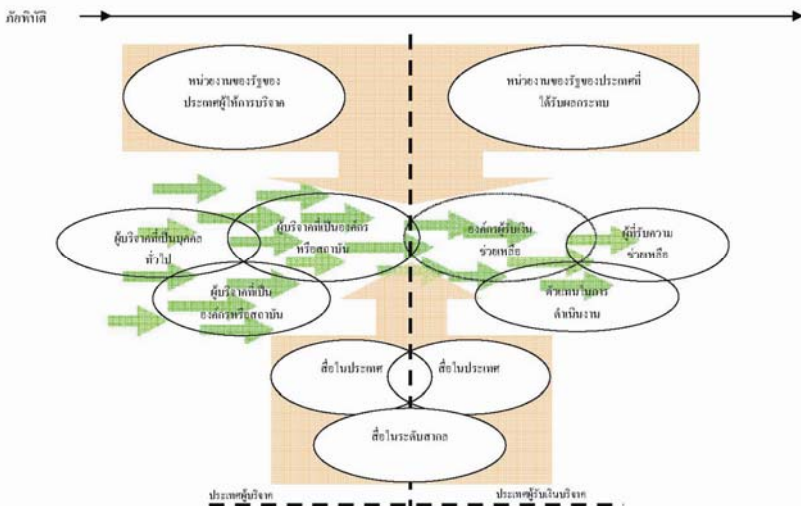 ภัยพิบัติ
หน่วยงานของรัฐของ
ประเทศผู้ให้การบริจาค
หน่วยงานของรัฐของประเทศที่
ได้รับผลกระทบ
ผู้บริจาคที่เป็นบุคคล
ทั่วไป
ผู้บริจาคที่เป็นองค์กร
หรือสถาบัน
องค์กรผู้รับเงิน
ช่วยเหลือ
ผู้ที่รับความ
ช่วยเหลือ
ผู้บริจาคที่เป็น
องค์กรหรือสถาบัน
ตัวแทนในการ
ดำเนินงาน
สื่อในประเทศ
สื่อในประเทศ
สื่อในระดับสากล
ประเทศผู้บริจาค
ประเทศผู้รับเงินบริจาค